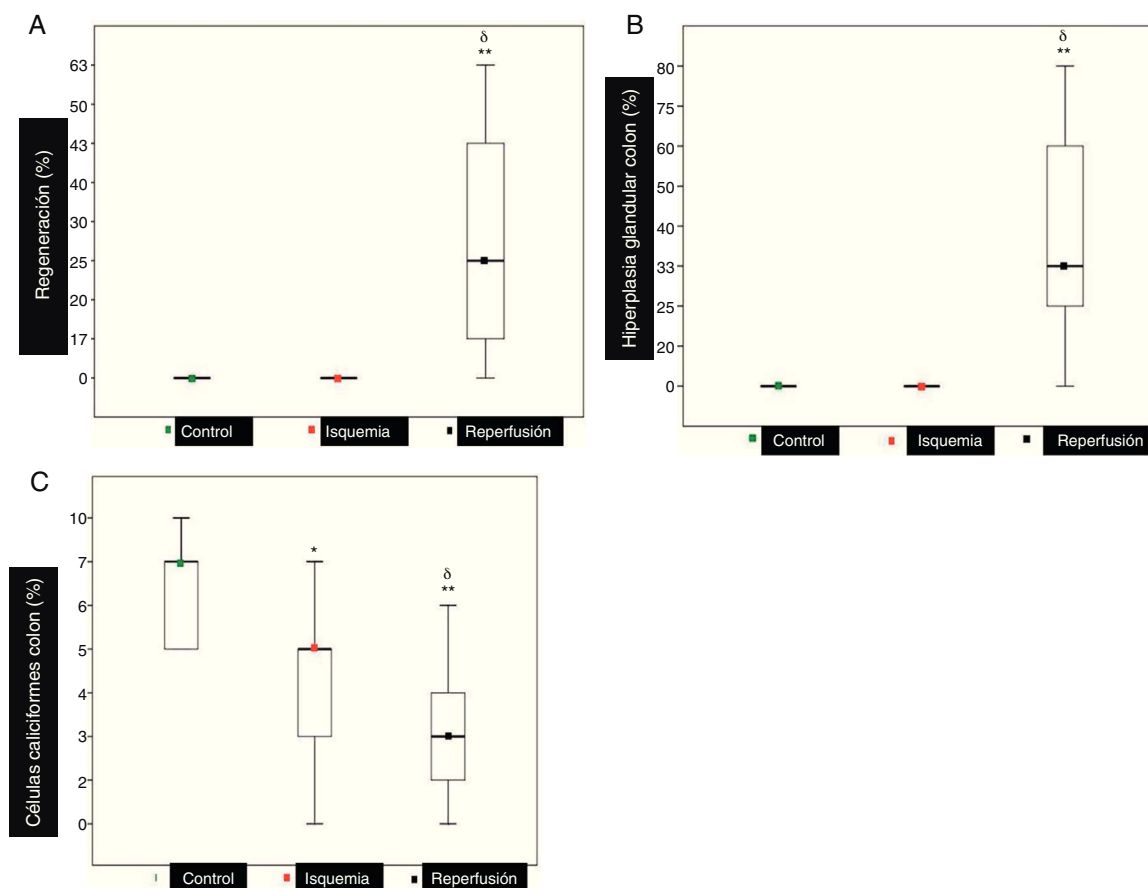 A
Regeneración (%)
63
50
43
40
30
25
20
17
0
δ
**
Control
Isquemia
Reperfusión
B
Hiperplasia glandular colon (%)
80
75
60
50
40
33
25
20
0
δ
**
Control
Isquemia
Reperfusión
C
Células caliciformes colon (%)
10
7
6
5
4
3
2
0
*
δ
**
Control
Isquemia
Reperfusión